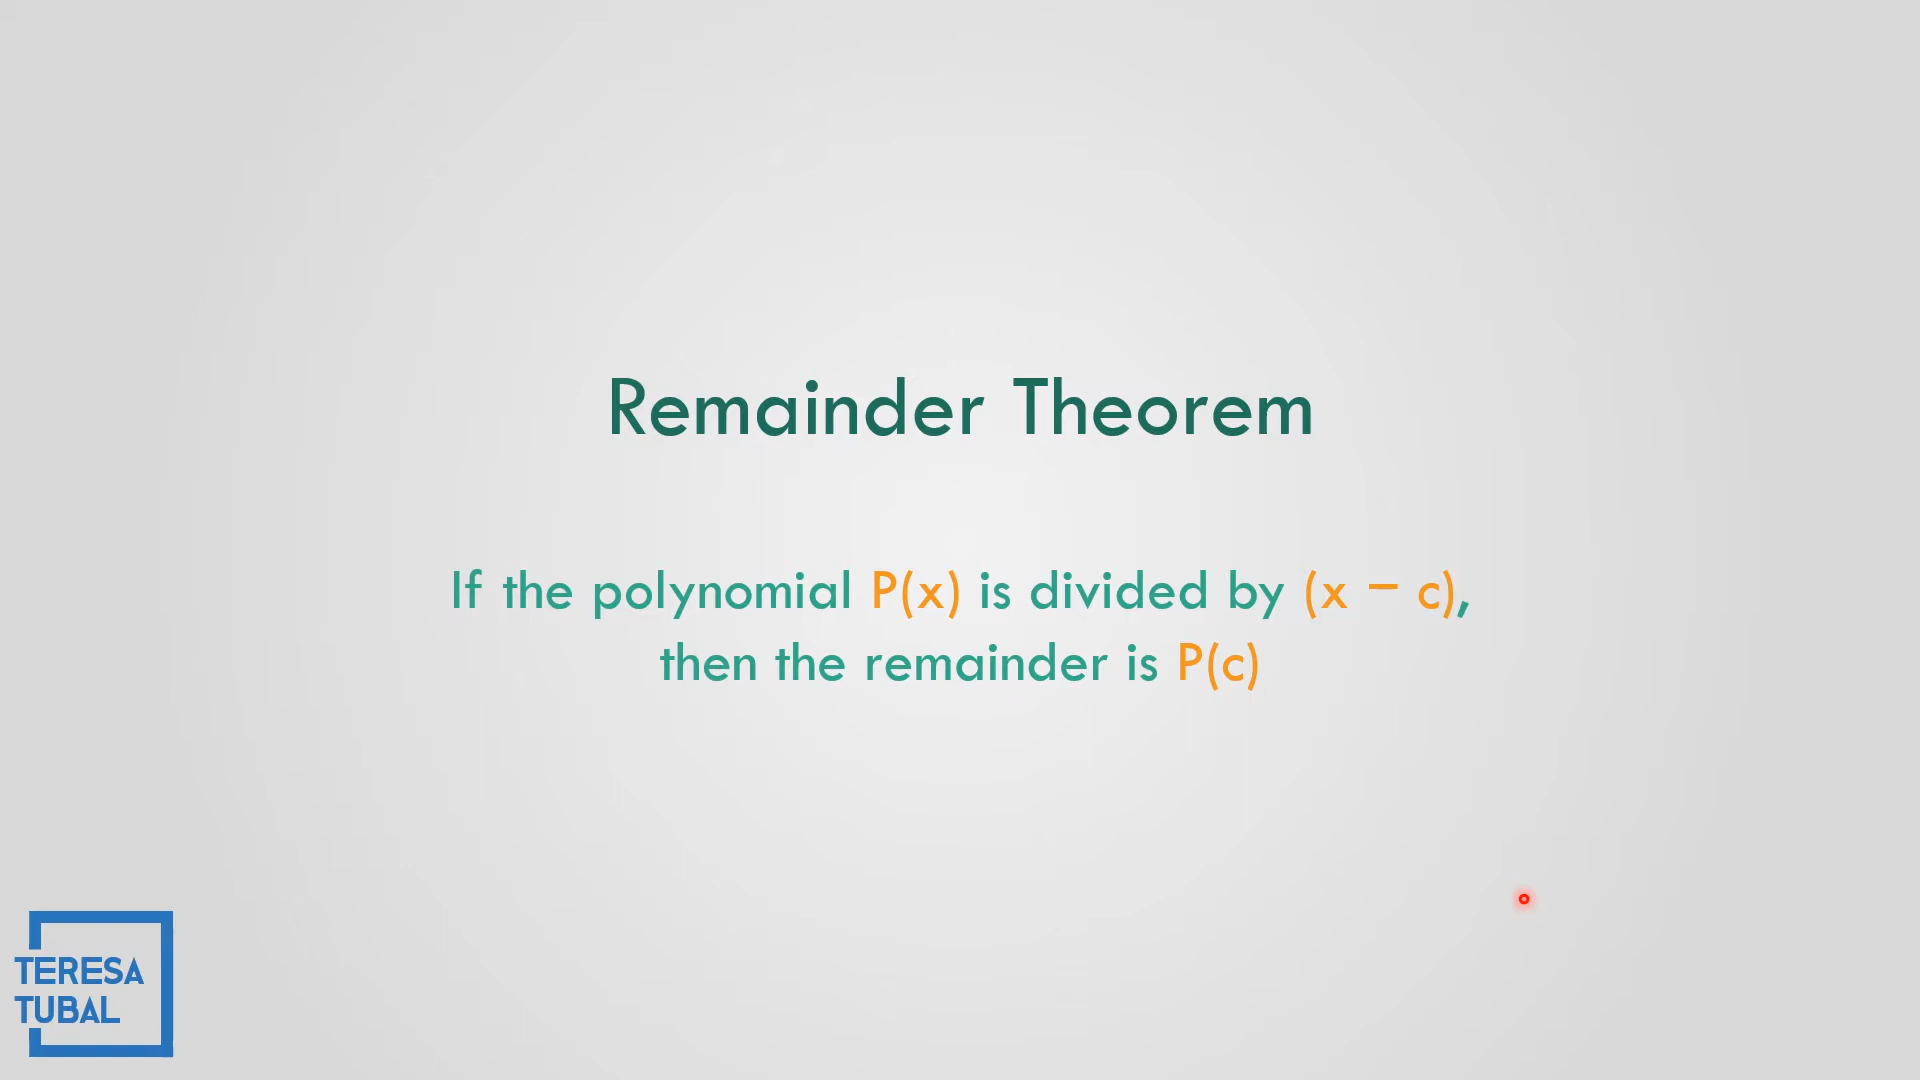 Remainder Theorem
If the polynomial P(x) is divided by (x − c),
then the remainder is P(c)
TERESA
TUBAL